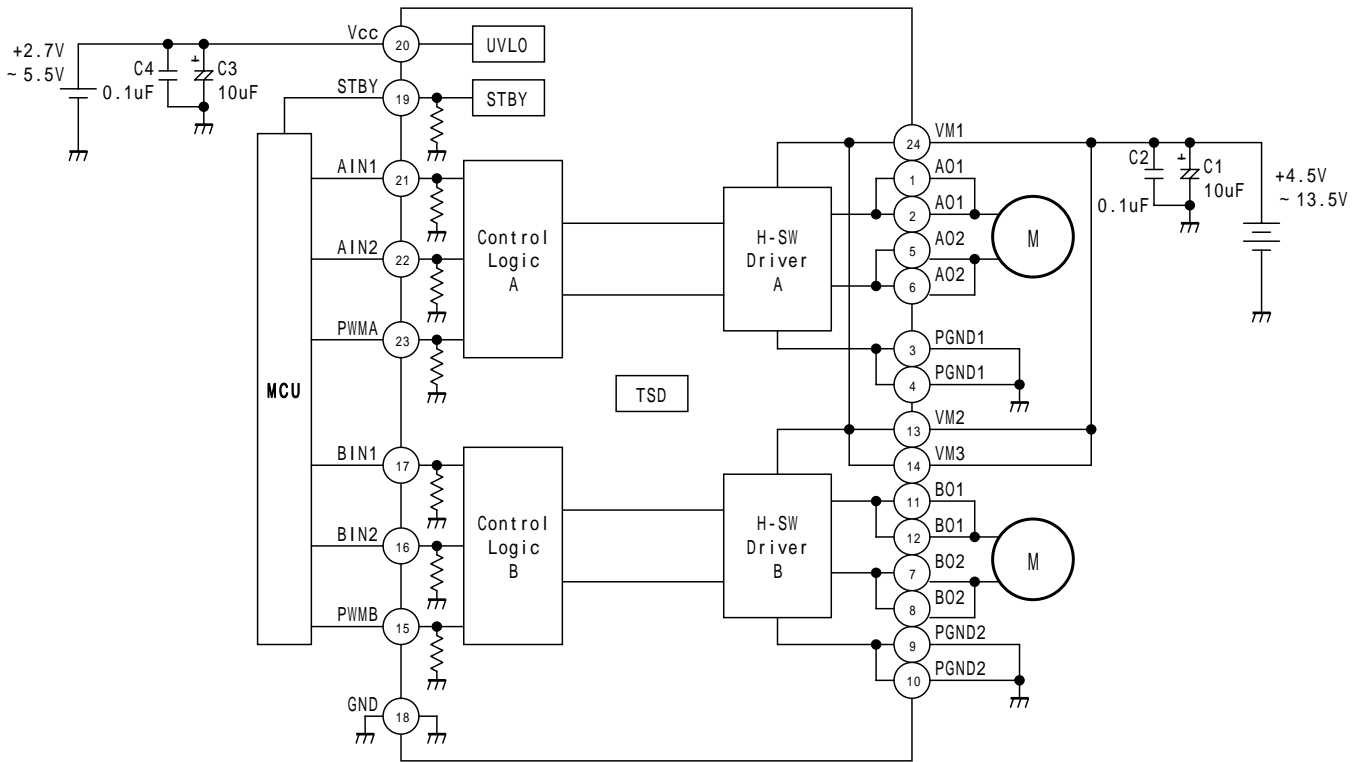 Vcc
20
UVLO
+2.7V
~ 5.5V
C4
0.1uF
+
C3
10uF
STBY
19
STBY
MCU
AIN1
21
AIN2
22
PWMA
23
Control
Logic
A
H-SW
Driver
A
24
VM1
1
AO1
2
AO1
5
AO2
6
AO2
M
C2
0.1uF
+
C1
10uF
+4.5V
~ 13.5V
3
PGND1
4
PGND1
TSD
13
VM2
14
VM3
BIN1
17
BIN2
16
PWMB
15
Control
Logic
B
H-SW
Driver
B
11
BO1
12
BO1
7
BO2
8
BO2
M
9
PGND2
10
PGND2
GND
18